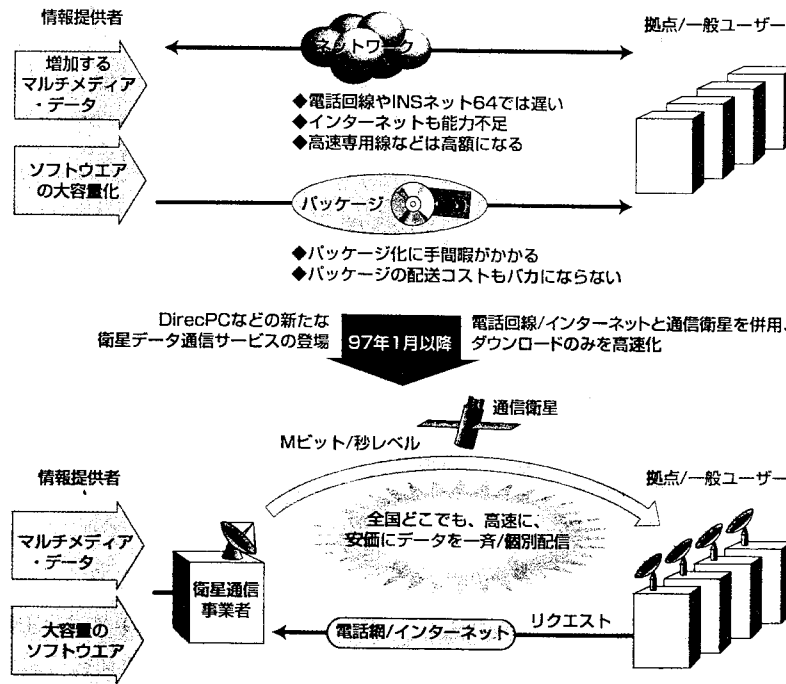 情報提供者
ネットワーク
拠点/一般ユーザー
増加する
マルチメディア
・データ
◆電話回線やINSネット64では遅い
◆インターネットも能力不足
◆高速専用線などは高額になる
ソフトウエア
の大容量化
パッケージ
◆パッケージ化に手間暇がかかる
◆パッケージの配送コストもバカにならない
DirecPCなどの新たな
衛星データ通信サービスの登場
97年1月以降
電話回線/インターネットと通信衛星を併用、
ダウンロードのみを高速化
通信衛星
Mビット/秒レベル
情報提供者
拠点/一般ユーザー
マルチメディア
・データ
全国どこでも、高速に、
安価にデータを一斉/個別配信
衛星通信
事業者
大容量の
ソフトウエア
電話網/インターネット
リクエスト